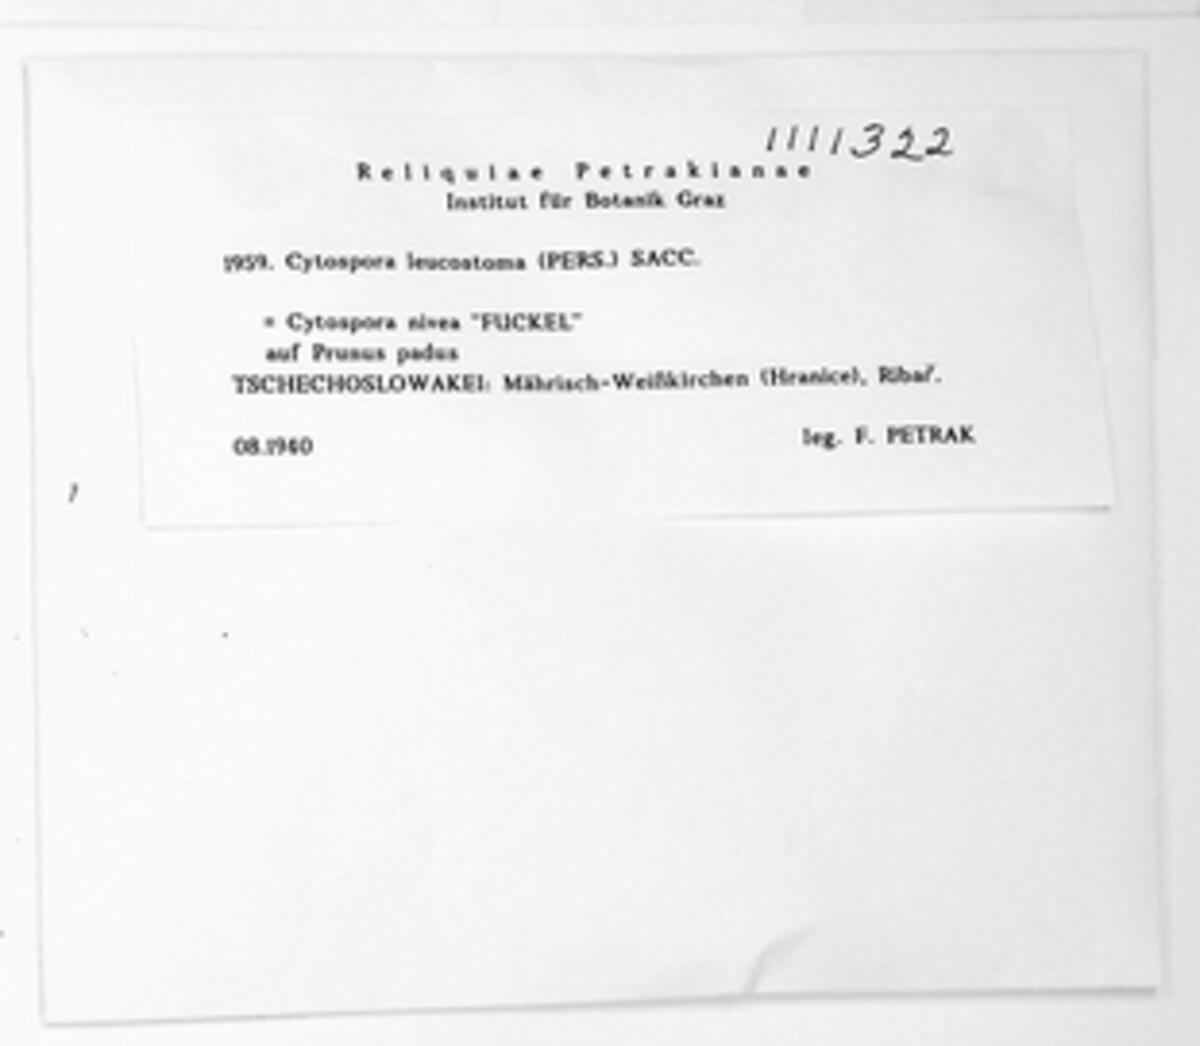 1111322
Reliquiae Petrakianae
Institut für Botanik Graz
1959. Cytospora leucostoma (PERS.) SACC.
= Cytospora nivea "FUCKEL"
auf Prunus padus
TSCHECHOSLOWAKEI: Mährisch-Weißkirchen (Hranice), Ribař.
08.1940
leg. F. PETRAK